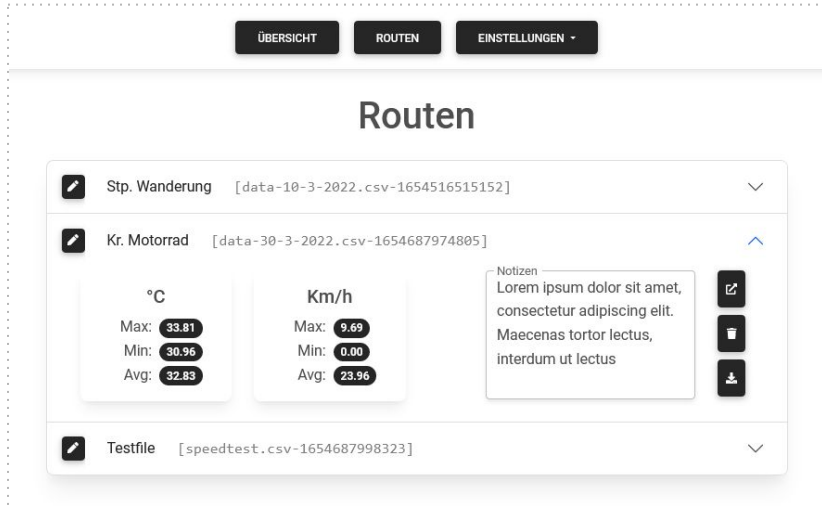 ÜBERSICHT
ROUTEN
EINSTELLUNGEN
Routen
Stp. Wanderung [data-10-3-2022.csv-1654516515152]
Kr. Motorrad [data-30-3-2022.csv-1654687974805]
°C
Max: 33.81
Min: 30.96
Avg: 32.83
Km/h
Max: 9.69
Min: 0.00
Avg: 23.96
Notizen
Lorem ipsum dolor sit amet,
consectetur adipiscing elit.
Maecenas tortor lectus,
interdum ut lectus
Testfile [speedtest.csv-1654687998323]